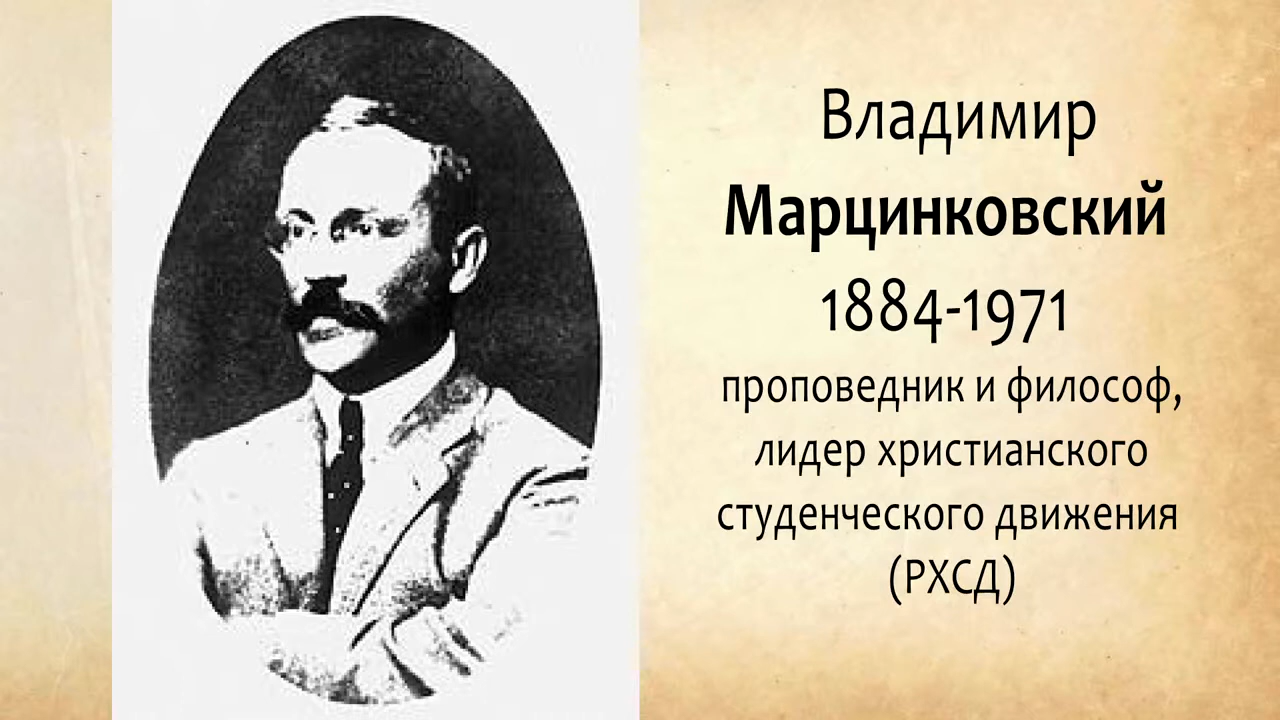 Владимир
Марцинковский
1884-1971
проповедник и философ,
лидер христианского
студенческого движения
(РХСД)